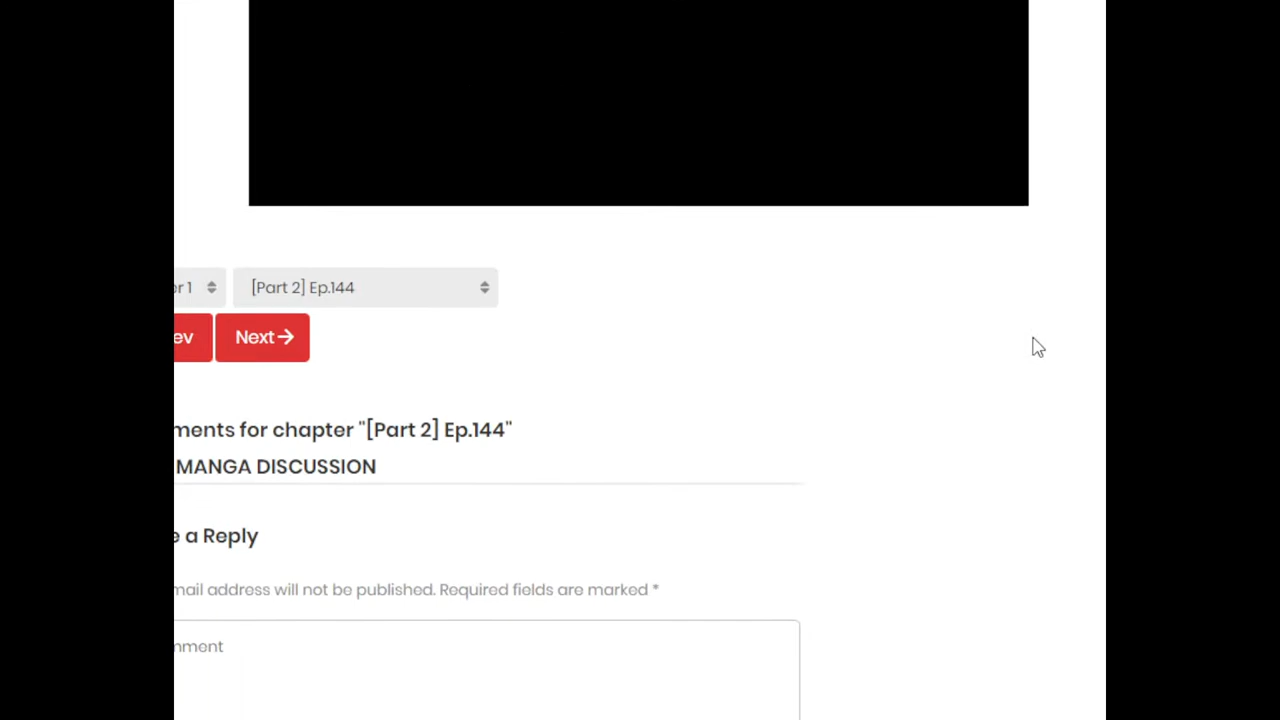 er 1 [Part 2] Ep.144
ev Next→
ments for chapter "[Part 2] Ep.144"
MANGA DISCUSSION
e a Reply
mail address will not be published. Required fields are marked *
mment